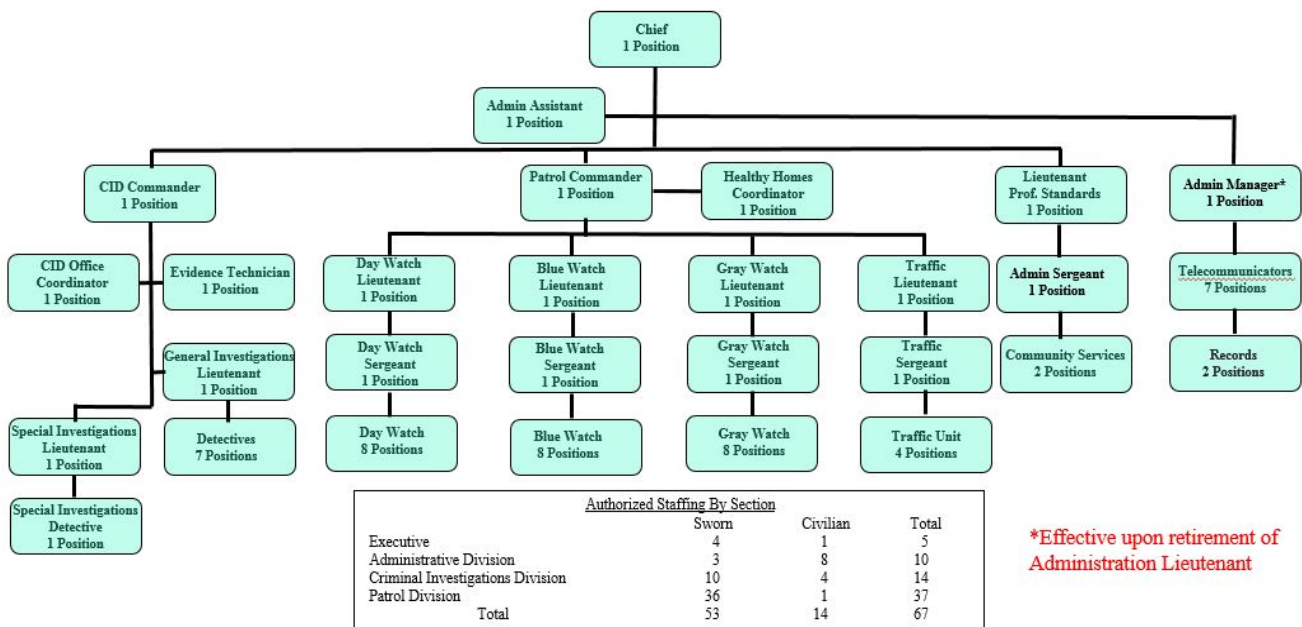 Chief
1 Position
Admin Assistant
1 Position
CID Commander
1 Position
Patrol Commander
1 Position
Healthy Homes
Coordinator
1 Position
Lieutenant
Prof. Standards
1 Position
Admin Manager*
1 Position
CID Office
Coordinator
1 Position
Evidence Technician
1 Position
Day Watch
Lieutenant
1 Position
Blue Watch
Lieutenant
1 Position
Gray Watch
Lieutenant
1 Position
Traffic
Lieutenant
1 Position
Admin Sergeant
1 Position
Telecommunicators
7 Positions
General Investigations
Lieutenant
1 Position
Day Watch
Sergeant
1 Position
Blue Watch
Sergeant
1 Position
Gray Watch
Sergeant
1 Position
Traffic
Sergeant
1 Position
Community Services
2 Positions
Records
2 Positions
Special Investigations
Lieutenant
1 Position
Detectives
7 Positions
Day Watch
8 Positions
Blue Watch
8 Positions
Gray Watch
8 Positions
Traffic Unit
4 Positions
Special Investigations
Detective
1 Position
Authorized Staffing By Section
Sworn Civilian Total
Executive 4 1 5
Administrative Division 3 8 10
Criminal Investigations Division 10 4 14
Patrol Division 36 1 37
Total 53 14 67
*Effective upon retirement of
Administration Lieutenant